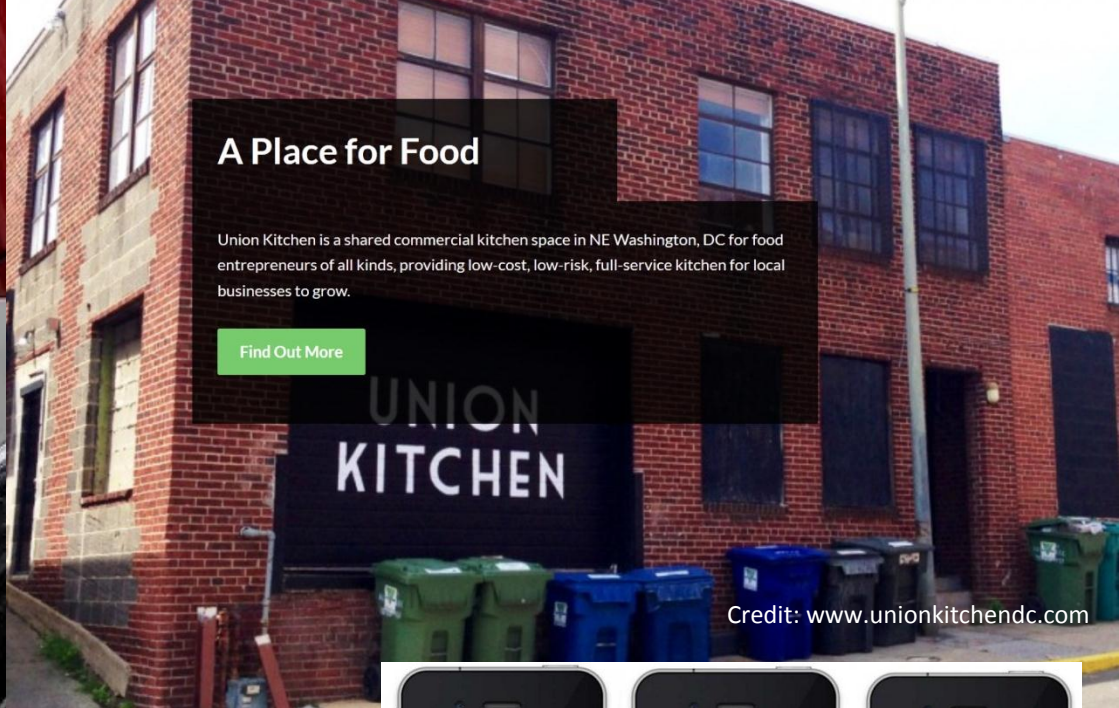 A Place for Food
Union Kitchen is a shared commercial kitchen space in NE Washington, DC for food
entrepreneurs of all kinds, providing low-cost, low-risk, full-service kitchen for local
businesses to grow.
Find Out More
UNION
KITCHEN
Credit: www.unionkitchendc.com